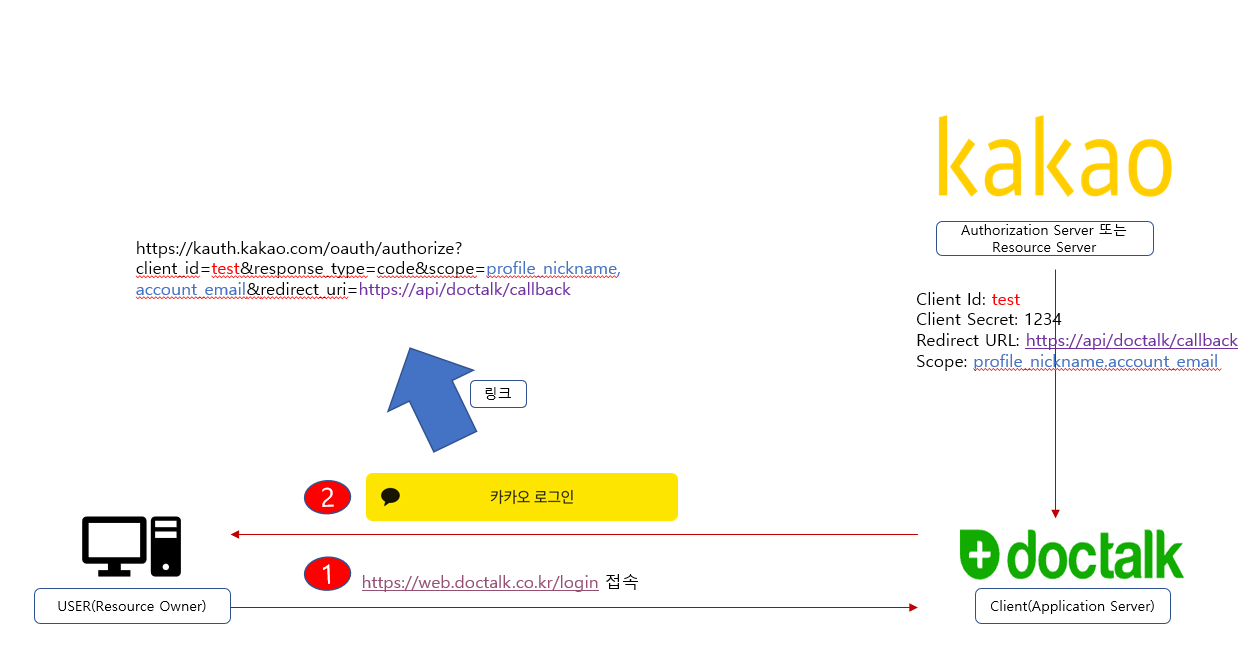 kakao
Authorization Server 또는
Resource Server
https://kauth.kakao.com/oauth/authorize?
client_id=test&response_type=code&scope=profile_nickname,
account_email&redirect_uri=https://api/doctalk/callback
Client Id: test
Client Secret: 1234
Redirect URL: https://api/doctalk/callback
Scope: profile_nickname.account_email
링크
2
카카오 로그인
1
https://web.doctalk.co.kr/login 접속
doctalk
USER(Resource Owner)
Client(Application Server)